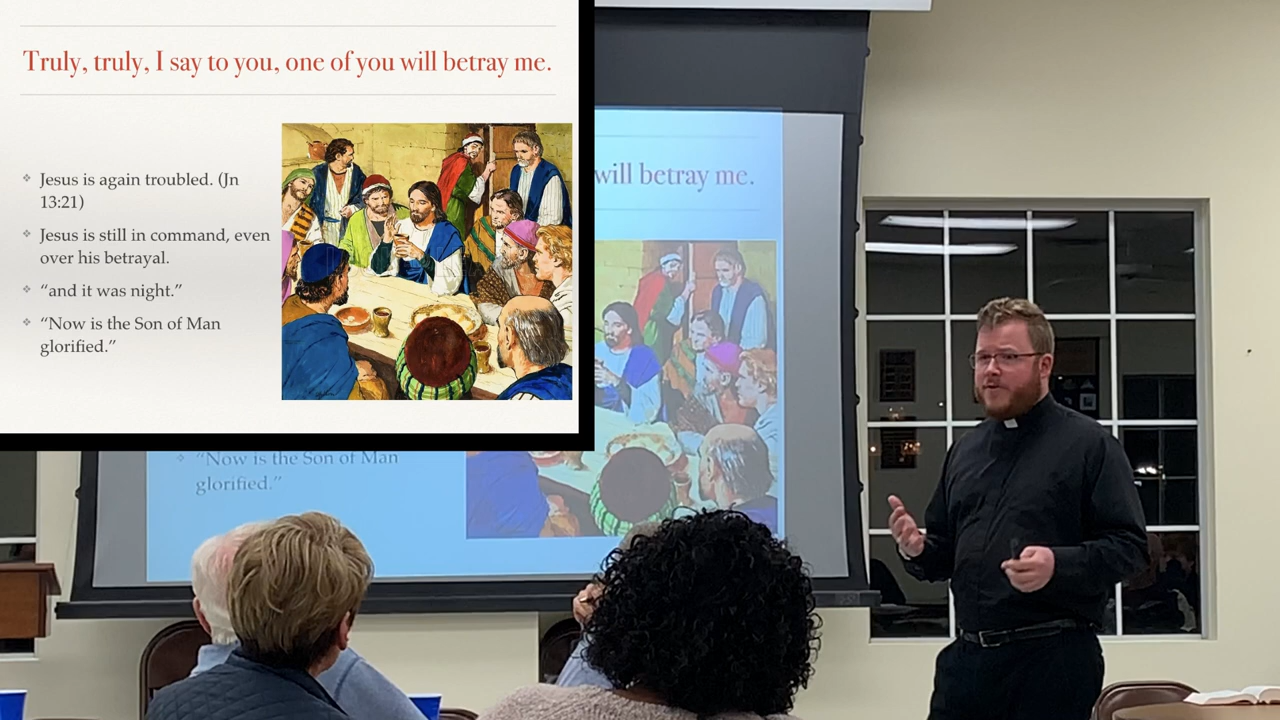 Truly, truly, I say to you, one of you will betray me.
Jesus is again troubled. (Jn
13:21)
Jesus is still in command, even
over his betrayal.
“and it was night.”
“Now is the Son of Man
glorified.”
will betray me.
“Now is the Son of Man
glorified.”